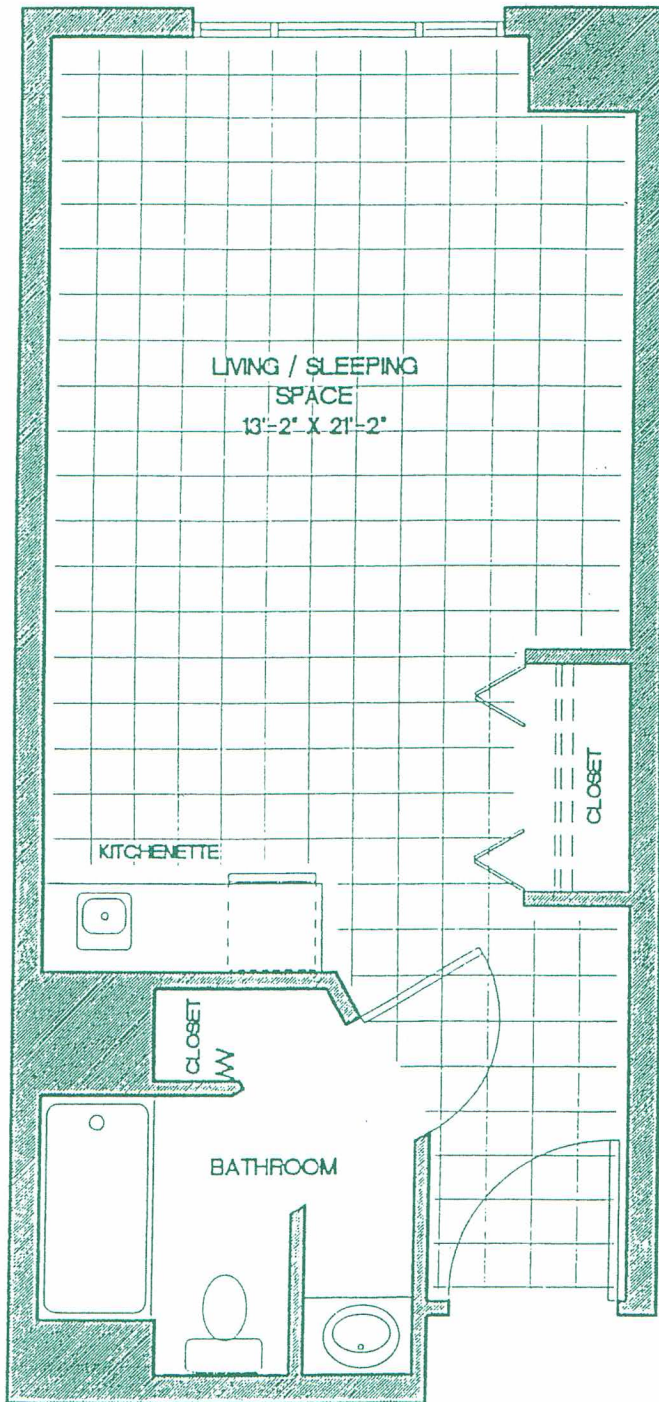 LIVING / SLEEPING
SPACE
13'-2" X 21'-2"
CLOSET
KITCHENETTE
CLOSET
BATHROOM